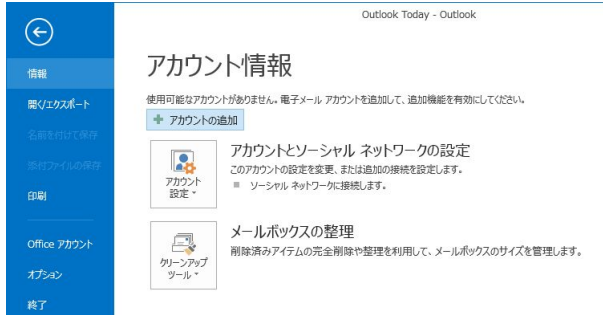 Outlook Today - Outlook
情報
開く/エクスポート
名前を付けて保存
添付ファイルの保存
印刷
Office アカウント
オプション
終了
アカウント情報
使用可能なアカウントがありません。電子メール アカウントを追加して、追加機能を有効にしてください。
アカウントの追加
アカウント
設定
アカウントとソーシャル ネットワークの設定
このアカウントの設定を変更、または追加の接続を設定します。
ソーシャル ネットワークに接続します。
クリーンアップ
ツール
メールボックスの整理
削除済みアイテムの完全削除や整理を利用して、メールボックスのサイズを管理します。